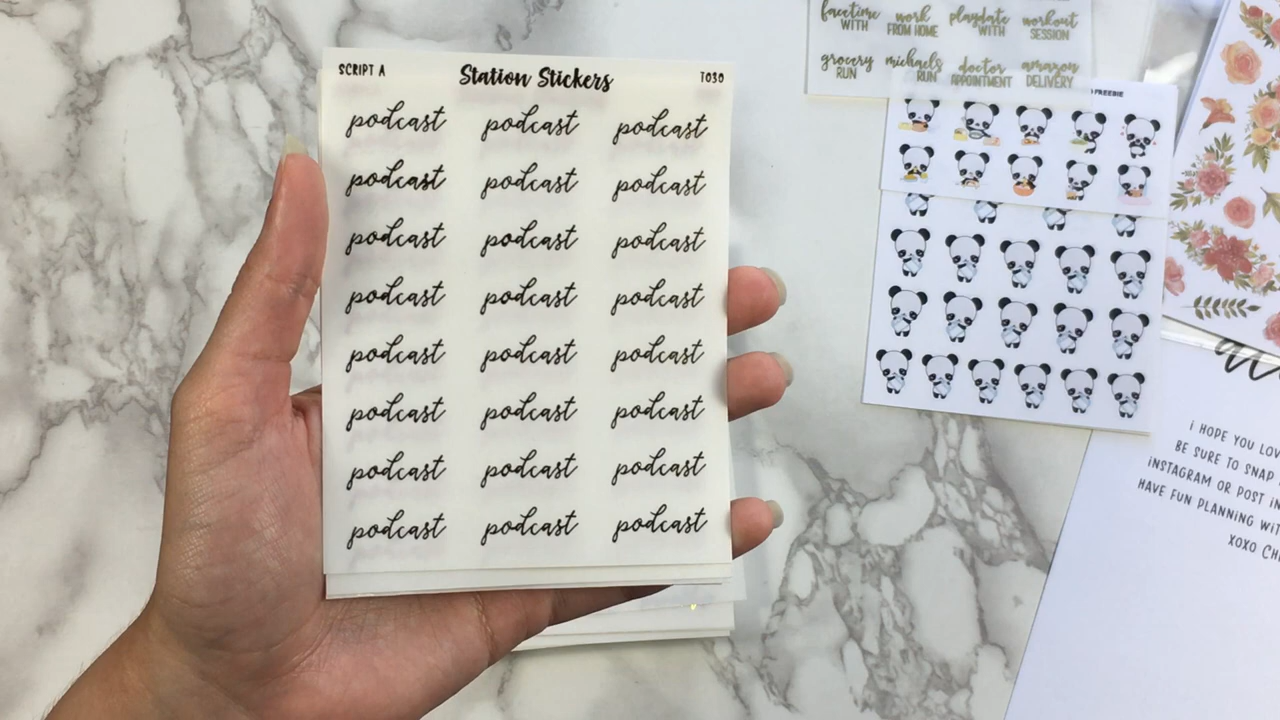 SCRIPT A Station Stickers T030
podcast podcast podcast
podcast podcast podcast
podcast podcast podcast
podcast podcast podcast
podcast podcast podcast
podcast podcast podcast
podcast podcast podcast
podcast podcast podcast
facetime work playdate workout
WITH FROM HOME WITH SESSION
grocery michaels doctor amazon
RUN RUN APPOINTMENT DELIVERY
FREEBIE
I HOPE YOU LOV
BE SURE TO SNAP
INSTAGRAM OR POST IN
HAVE FUN PLANNING WIT
XOXO CH